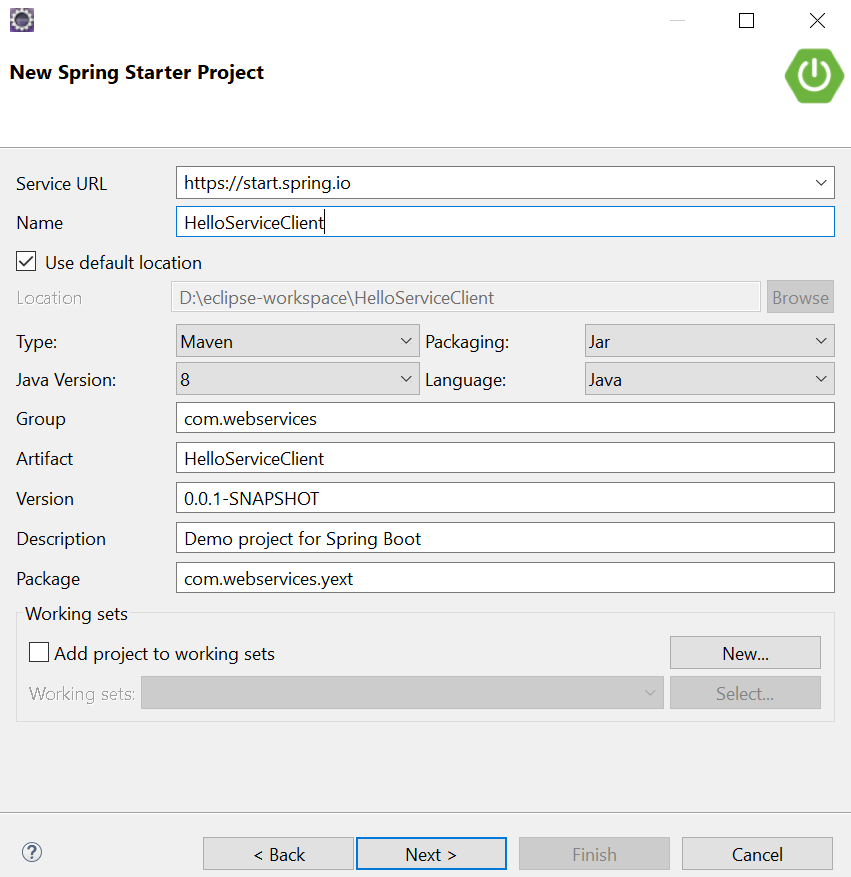 New Spring Starter Project
Service URL https://start.spring.io
Name HelloServiceClient
Use default location
Location D:\eclipse-workspace\HelloServiceClient Browse
Type: Maven Packaging: Jar
Java Version: 8 Language: Java
Group com.webservices
Artifact HelloServiceClient
Version 0.0.1-SNAPSHOT
Description Demo project for Spring Boot
Package com.webservices.yext
Working sets
Add project to working sets New...
Working sets: Select...
? < Back Next > Finish Cancel